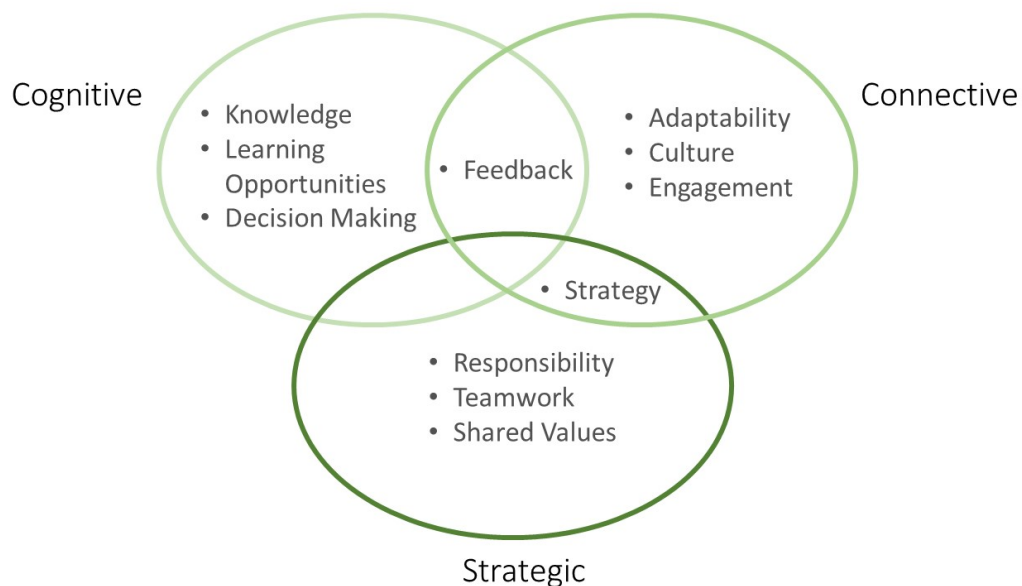 Cognitive
Connective
• Knowledge
• Learning
Opportunities
• Decision Making
• Feedback
• Adaptability
• Culture
• Engagement
• Strategy
• Responsibility
• Teamwork
• Shared Values
Strategic